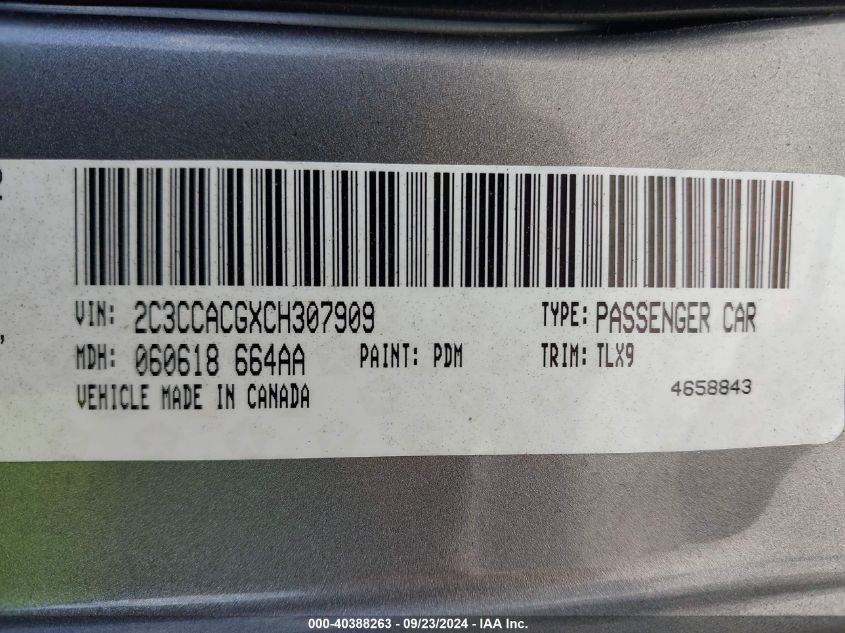 VIN: 2C3CCACGXCH307909 TYPE: PASSENGER CAR
MDH: 060618 664AA PAINT: PDM TRIM: TLX9
VEHICLE MADE IN CANADA 4658843
000-40388263 - 09/23/2024 - IAA Inc.